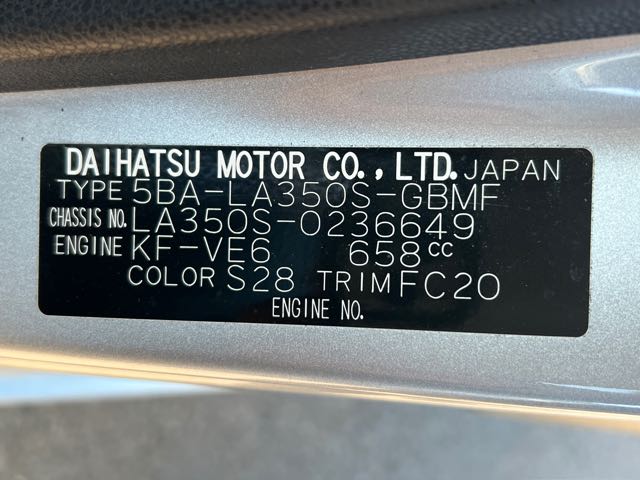 DAIHATSU MOTOR CO., LTD. JAPAN
TYPE 5BA-LA350S-GBMF
CHASSIS NO. LA350S-0236649
ENGINE KF-VE6 658cc
COLOR S28 TRIM FC20
ENGINE NO.